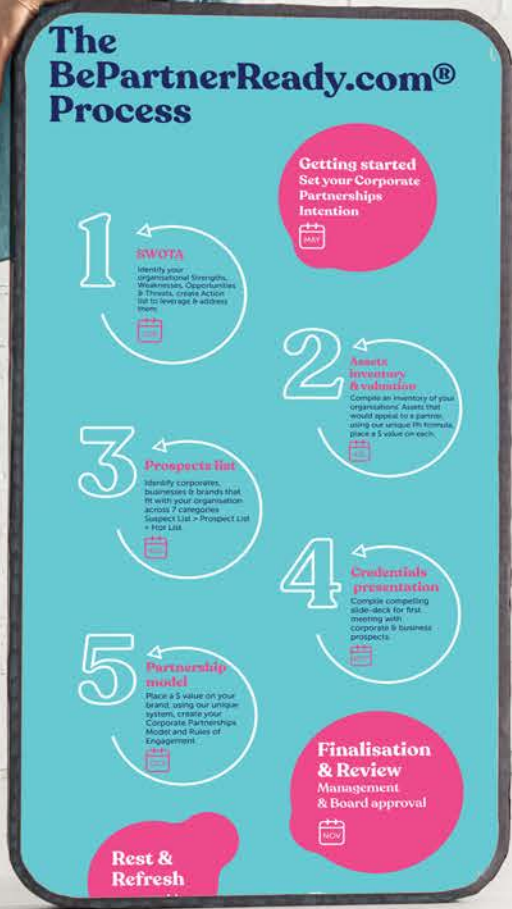 The
BePartnerReady.com®
Process
Getting started
Set your Corporate
Partnerships
Intention
MAY
1
SWOTA
Identify your
organisational Strengths,
Weaknesses, Opportunities
& Threats, create Action
list to leverage & address
them.
2
Assets
inventory
& valuation
Compile an inventory of your
organisations' Assets that
would appeal to a partner,
using our unique Ph formula,
place a $ value on each.
3
Prospects list
Identify corporates,
businesses & brands that
fit with your organisation
across 7 categories
Suspect List > Prospect List
> Hot List
4
Credentials
presentation
Compile compelling
slide-deck for first
meeting with
corporate & business
prospects.
5
Partnership
model
Place a $ value on your
brand, using our unique
system, create your
Corporate Partnerships
Model and Rules of
Engagement.
Finalisation
& Review
Management
& Board approval
NOV
Rest &
Refresh